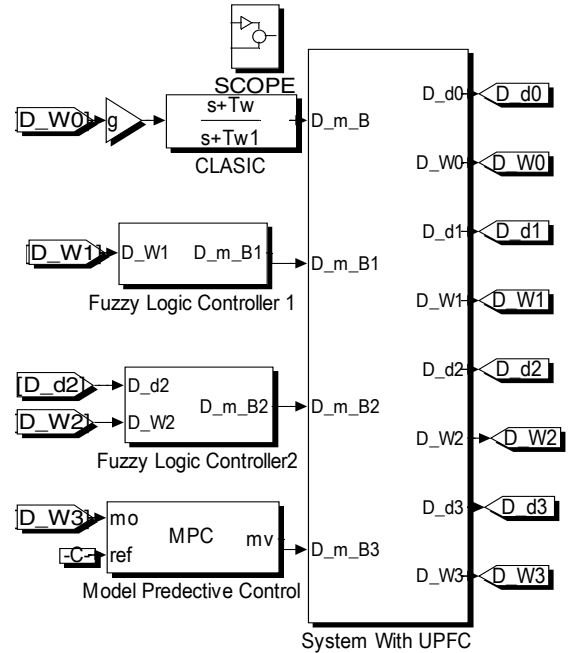 SCOPE
[D_W0]
g
s+Tw
s+Tw1
CLASIC
D_m_B
[D_W1]
D_W1
D_m_B1
Fuzzy Logic Controller 1
D_m_B1
[D_d2]
[D_W2]
D_d2
D_W2
D_m_B2
Fuzzy Logic Controller2
D_m_B2
[D_W3]
-C-
mo
ref
MPC
mv
Model Predective Control
D_m_B3
D_d0
D_W0
D_d1
D_W1
D_d2
D_W2
D_d3
D_W3
System With UPFC
D_d0
D_W0
D_d1
D_W1
D_d2
D_W2
D_d3
D_W3